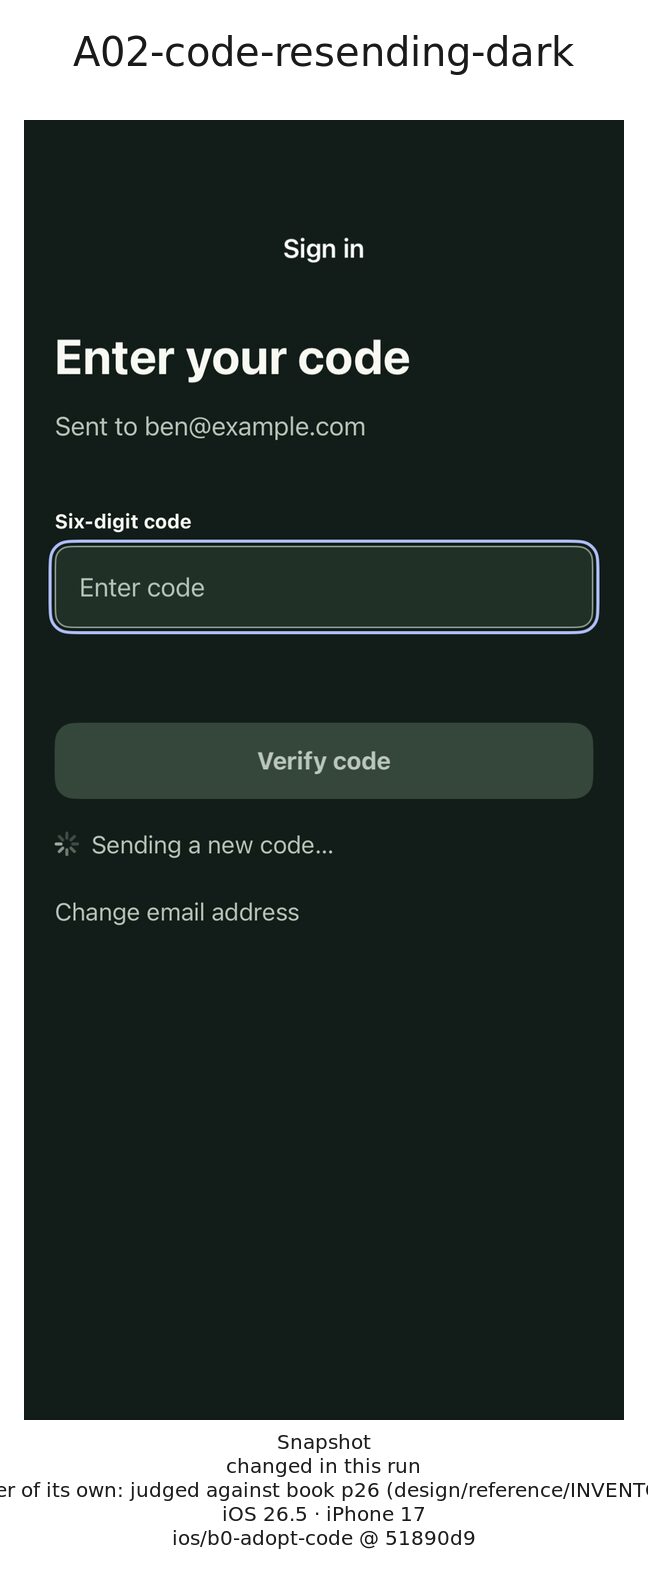 A02-code-resending-dark
Sign in
Enter your code
Sent to ben@example.com
Six-digit code
Enter code
Verify code
Sending a new code...
Change email address
Snapshot
changed in this run
of its own: judged against book p26 (design/reference/
iOS 26.5 · iPhone 17
ios/b0-adopt-code @ 51890d9